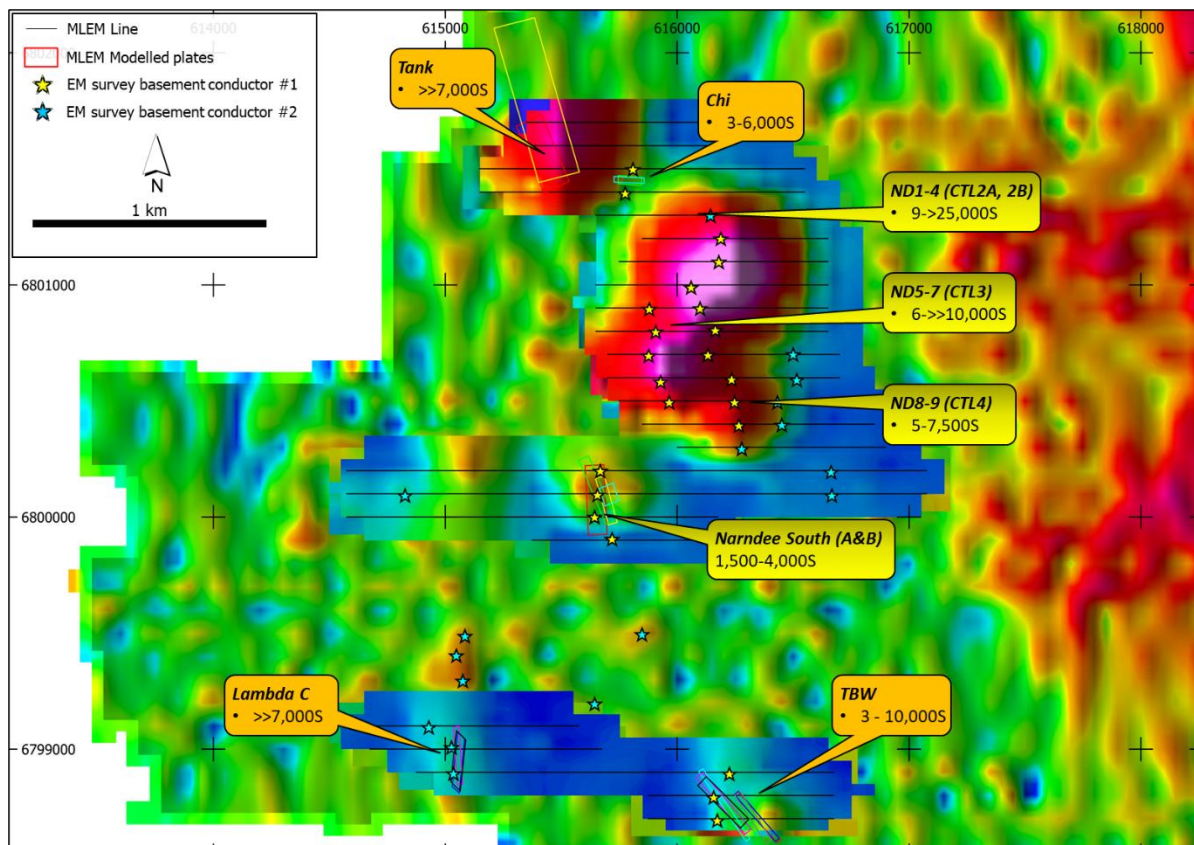 614000
615000
616000
617000
618000
MLEM Line
MLEM Modelled plates
EM survey basement conductor #1
EM survey basement conductor #2
N
1 km
Tank
• >>7,000S
Chi
• 3-6,000S
ND1-4 (CTL2A, 2B)
• 9->25,000S
6801000
ND5-7 (CTL3)
• 6->>10,000S
ND8-9 (CTL4)
• 5-7,500S
6800000
Narndee South (A&B)
1,500-4,000S
Lambda C
• >>7,000S
TBW
• 3 - 10,000S
6799000